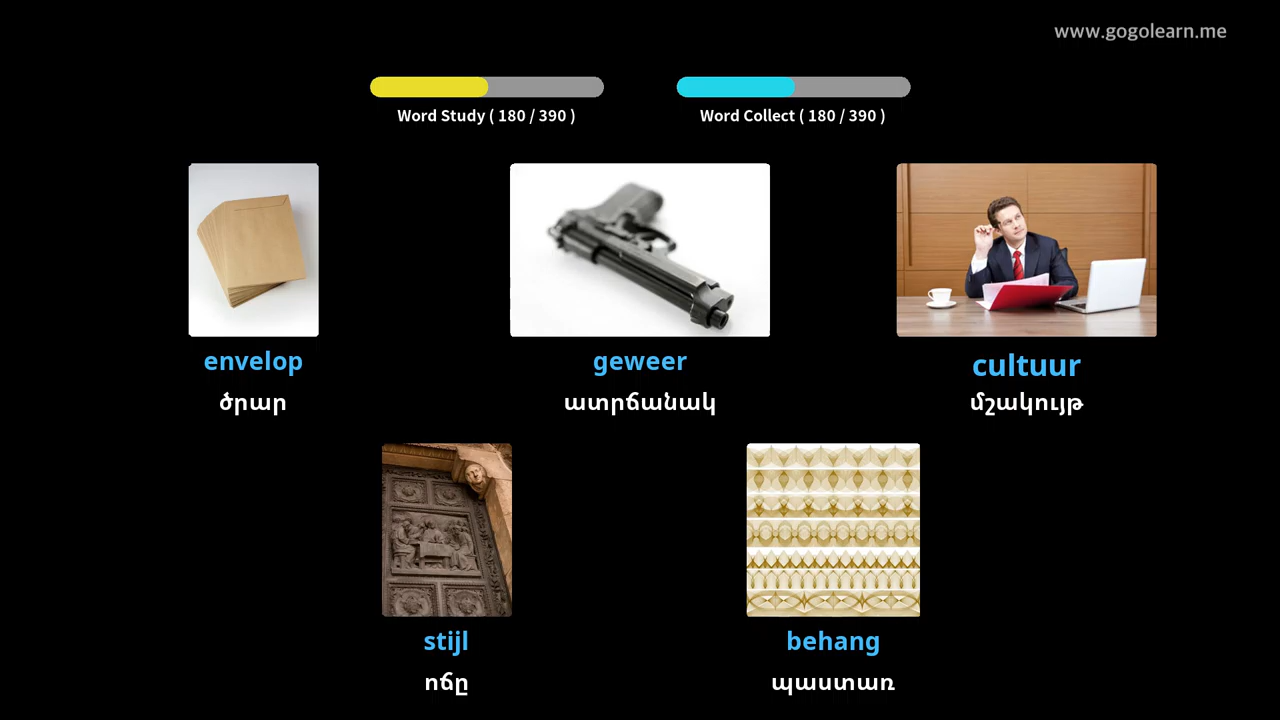 www.gogolearn.me
Word Study ( 180 / 390 )
Word Collect ( 180 / 390 )
envelop
geweer
cultuur
ծրար
ատրճանակ
մշակույթ
stijl
behang
ոճը
պաստառ